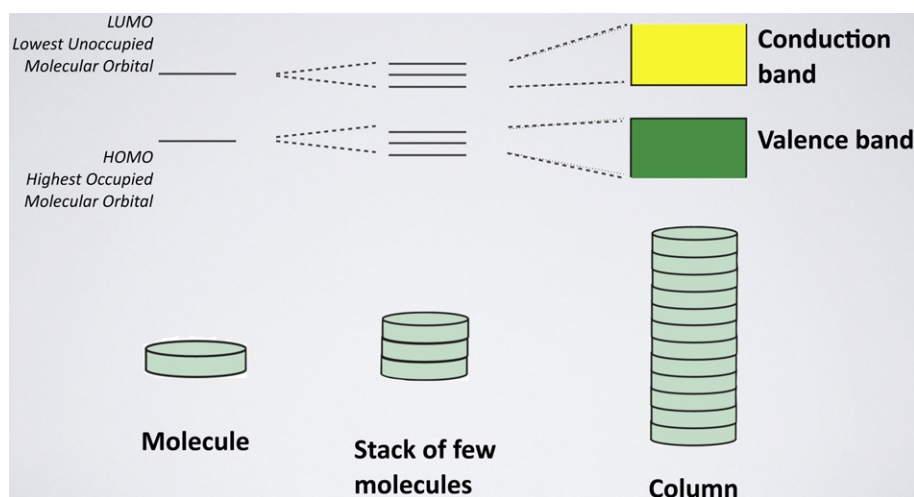 LUMO
Lowest Unoccupied
Molecular Orbital
Conduction
band
HOMO
Highest Occupied
Molecular Orbital
Valence band
Molecule
Stack of few
molecules
Column